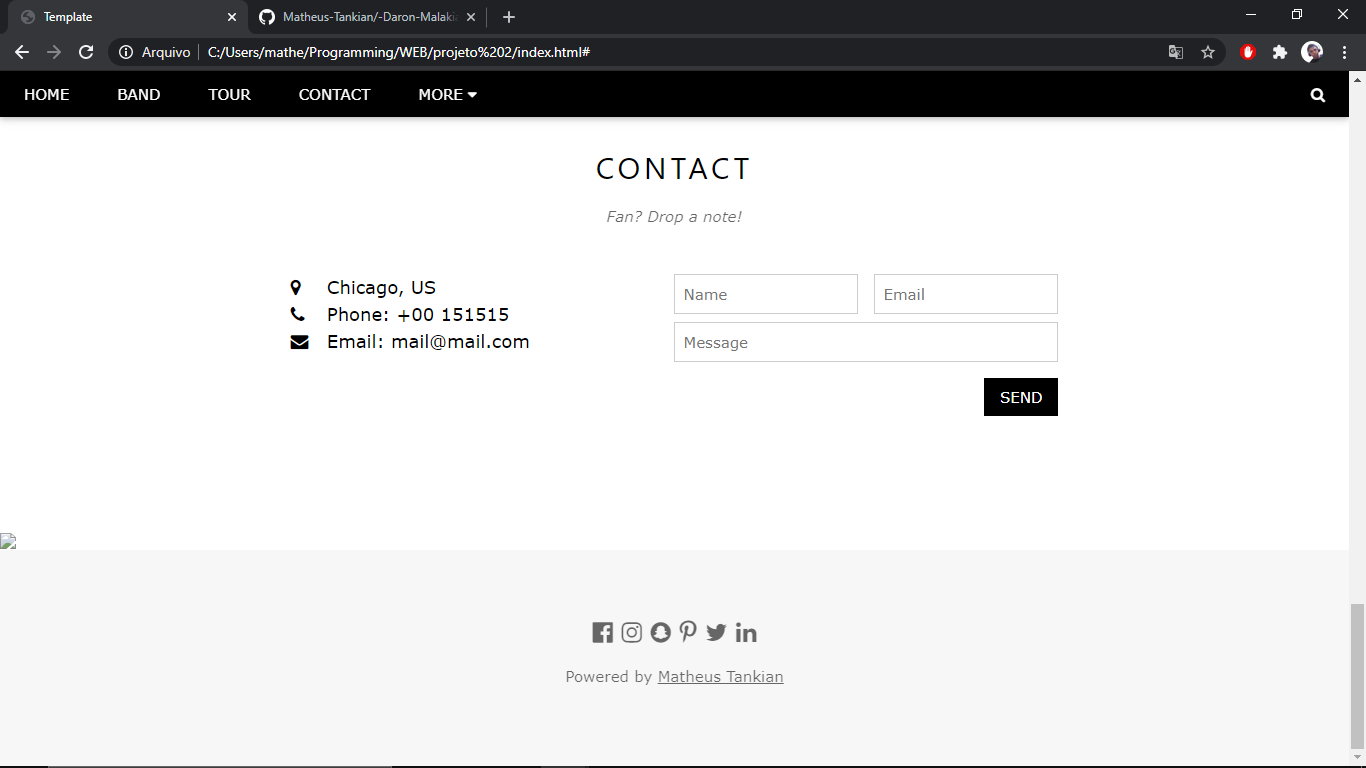 Template
Matheus-Tankian/-Daron-Malaki
Arquivo C:/Users/mathe/Programming/WEB/projeto%202/index.html#
HOME BAND TOUR CONTACT MORE
CONTACT
Fan? Drop a note!
Chicago, US
Phone: +00 151515
Email: mail@mail.com
Name Email
Message
SEND
Powered by Matheus Tankian